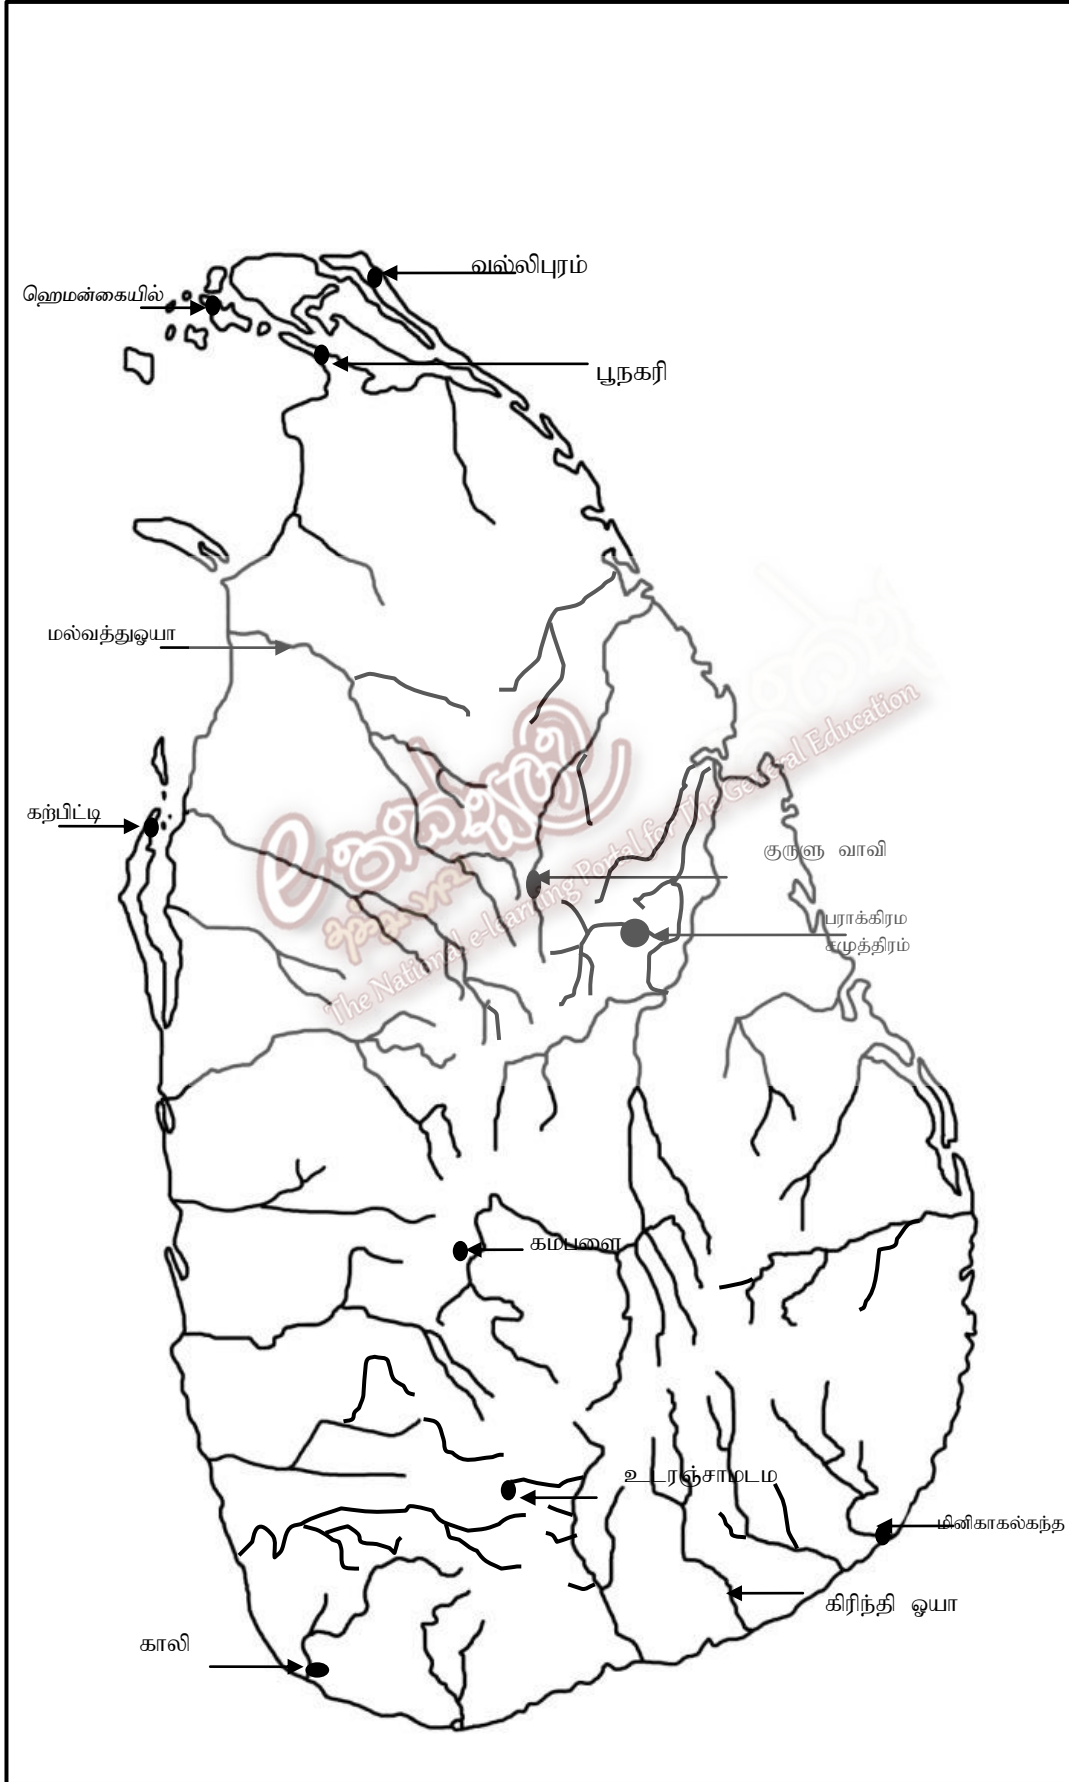 வல்லிபுரம்
ஹெமன்கையில்
பூநகரி
மல்வத்துஓயா
கற்பிட்டி
குருளு வாவி
பராக்கிரம
சமுத்திரம்
The National e-learning Portal for The General Education
கம்பளை
உடரஞ்சாமடம
மினிகாகல்கந்த
கிரிந்தி ஓயா
காலி